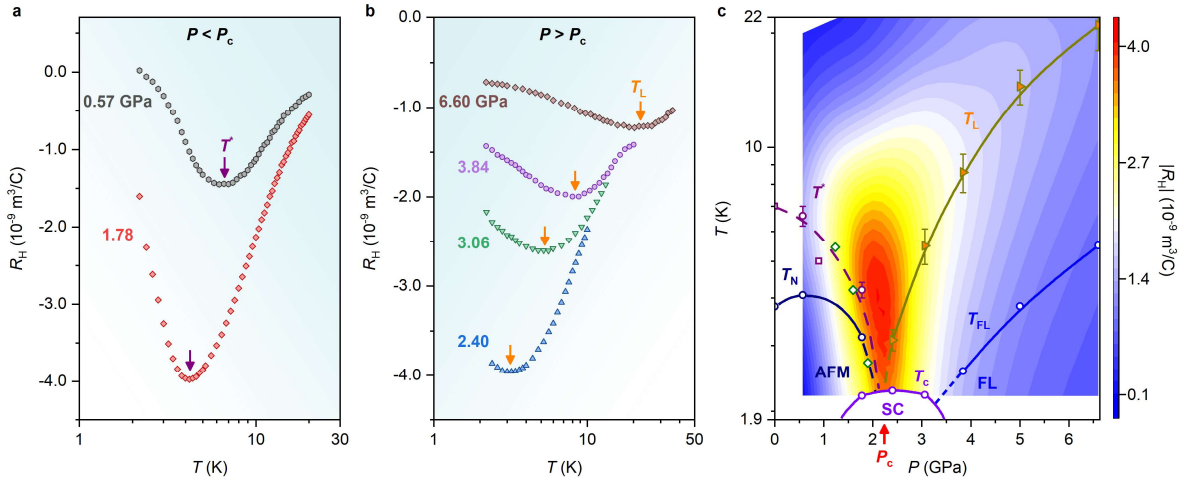 a
P < Pc
0.0
-1.0
-2.0
-3.0
-4.0
RH (10-9 m3/C)
0.57 GPa
T*
1.78
1
10
30
T (K)
b
P > Pc
0.0
-1.0
-2.0
-3.0
-4.0
RH (10-9 m3/C)
TL
6.60 GPa
3.84
3.06
2.40
1
10
50
T (K)
c
22
10
1.9
T (K)
T*
TL
TN
TFL
AFM
Tc
FL
SC
0
1
2
3
4
5
6
Pc
P (GPa)
4.0
2.7
1.4
0.1
|RH| (10-9 m3/C)